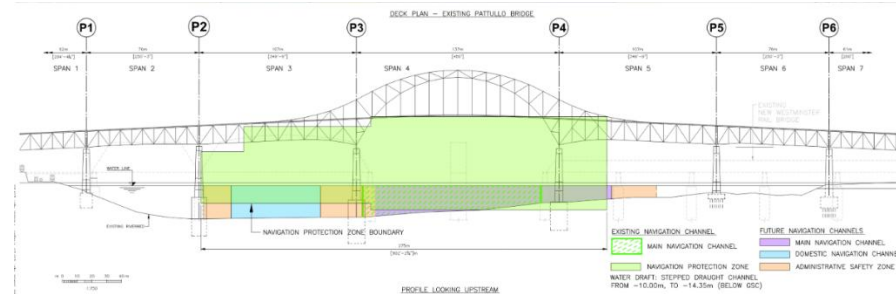 DECK PLAN – EXISTING PATTULLO BRIDGE
P1
P2
P3
P4
P5
P6
SPAN 1
SPAN 2
SPAN 3
SPAN 4
SPAN 5
SPAN 6
SPAN 7
EXISTING
NEW WESTMINSTER
RAIL BRIDGE
WATER LINE
EXISTING RIVERBED
NAVIGATION PROTECTION ZONE BOUNDARY
EXISTING NAVIGATION CHANNEL
MAIN NAVIGATION CHANNEL
NAVIGATION PROTECTION ZONE
WATER DRAFT: STEPPED DRAUGHT CHANNEL
FROM -10.00m, TO -14.35m (BELOW GSC)
FUTURE NAVIGATION CHANNELS
MAIN NAVIGATION CHANNEL
DOMESTIC NAVIGATION CHANNE
ADMINISTRATIVE SAFETY ZONE
1:750
PROFILE LOOKING UPSTREAM